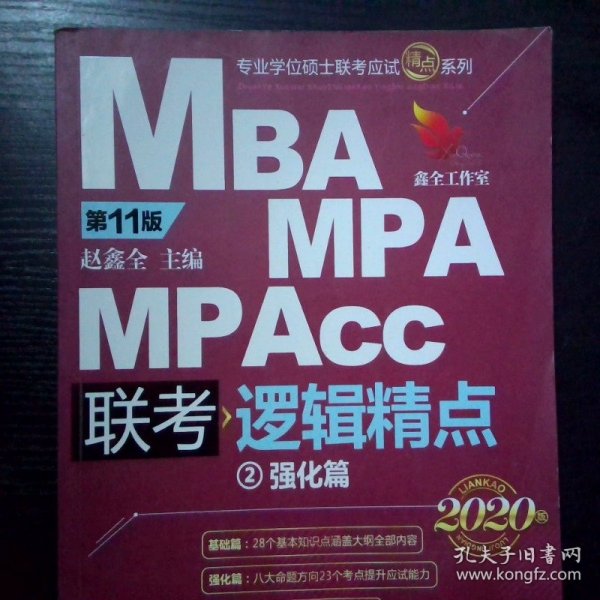 专业学位硕士联考应试精点系列
MBA
鑫全工作室
第11版
赵鑫全 主编
MPA
MPAcc
联考 逻辑精点
② 强化篇
LIANKAO
2020版
基础篇：28个基本知识点涵盖大纲全部内容
强化篇：八大命题方向23个考点提升应试能力
孔夫子旧书网
www.kongfz.com